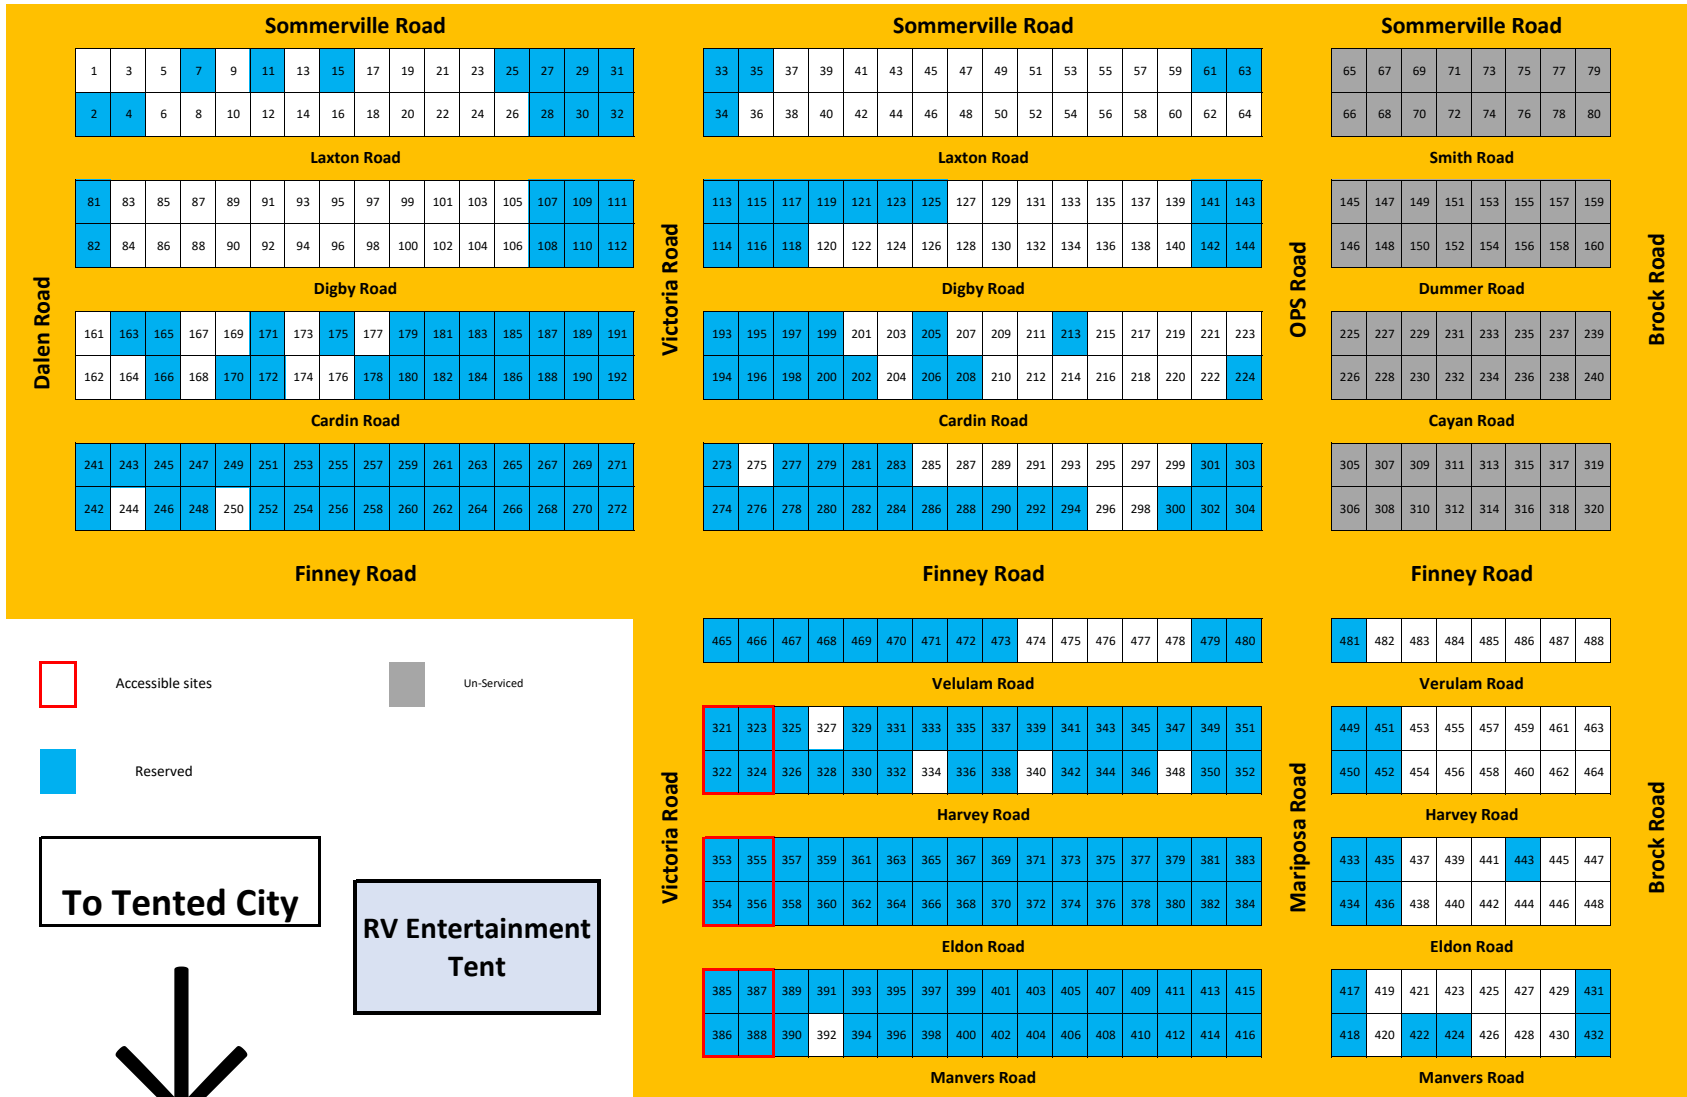 Sommerville Road Sommerville Road Sommerville Road
1 3 5 7 9 11 13 15 17 19 21 23 25 27 29 31 33 35 37 39 41 43 45 47 49 51 53 55 57 59 61 63 65 67 69 71 73 75 77 79
2 4 6 8 10 12 14 16 18 20 22 24 26 28 30 32 34 36 38 40 42 44 46 48 50 52 54 56 58 60 62 64 66 68 70 72 74 76 78 80
Laxton Road Laxton Road Smith Road
81 83 85 87 89 91 93 95 97 99 101 103 105 107 109 111 113 115 117 119 121 123 125 127 129 131 133 135 137 139 141 143 145 147 149 151 153 155 157 159
82 84 86 88 90 92 94 96 98 100 102 104 106 108 110 112 114 116 118 120 122 124 126 128 130 132 134 136 138 140 142 144 146 148 150 152 154 156 158 160
Digby Road Digby Road Dummer Road
Dalen Road
Victoria Road
OPS Road
Brock Road
161 163 165 167 169 171 173 175 177 179 181 183 185 187 189 191 193 195 197 199 201 203 205 207 209 211 213 215 217 219 221 223 225 227 229 231 233 235 237 239
162 164 166 168 170 172 174 176 178 180 182 184 186 188 190 192 194 196 198 200 202 204 206 208 210 212 214 216 218 220 222 224 226 228 230 232 234 236 238 240
Cardin Road Cardin Road Cayan Road
241 243 245 247 249 251 253 255 257 259 261 263 265 267 269 271 273 275 277 279 281 283 285 287 289 291 293 295 297 299 301 303 305 307 309 311 313 315 317 319
242 244 246 248 250 252 254 256 258 260 262 264 266 268 270 272 274 276 278 280 282 284 286 288 290 292 294 296 298 300 302 304 306 308 310 312 314 316 318 320
Finney Road Finney Road Finney Road
465 466 467 468 469 470 471 472 473 474 475 476 477 478 479 480 481 482 483 484 485 486 487 488
Accessible sites Un-Serviced
Velulam Road Verulam Road
321 323 325 327 329 331 333 335 337 339 341 343 345 347 349 351 449 451 453 455 457 459 461 463
Reserved
322 324 326 328 330 332 334 336 338 340 342 344 346 348 350 352 450 452 454 456 458 460 462 464
Harvey Road Harvey Road
Victoria Road
Mariposa Road
Brock Road
353 355 357 359 361 363 365 367 369 371 373 375 377 379 381 383 433 435 437 439 441 443 445 447
354 356 358 360 362 364 366 368 370 372 374 376 378 380 382 384 434 436 438 440 442 444 446 448
To Tented City
RV Entertainment
Tent
Eldon Road Eldon Road
385 387 389 391 393 395 397 399 401 403 405 407 409 411 413 415 417 419 421 423 425 427 429 431
386 388 390 392 394 396 398 400 402 404 406 408 410 412 414 416 418 420 422 424 426 428 430 432
Manvers Road Manvers Road